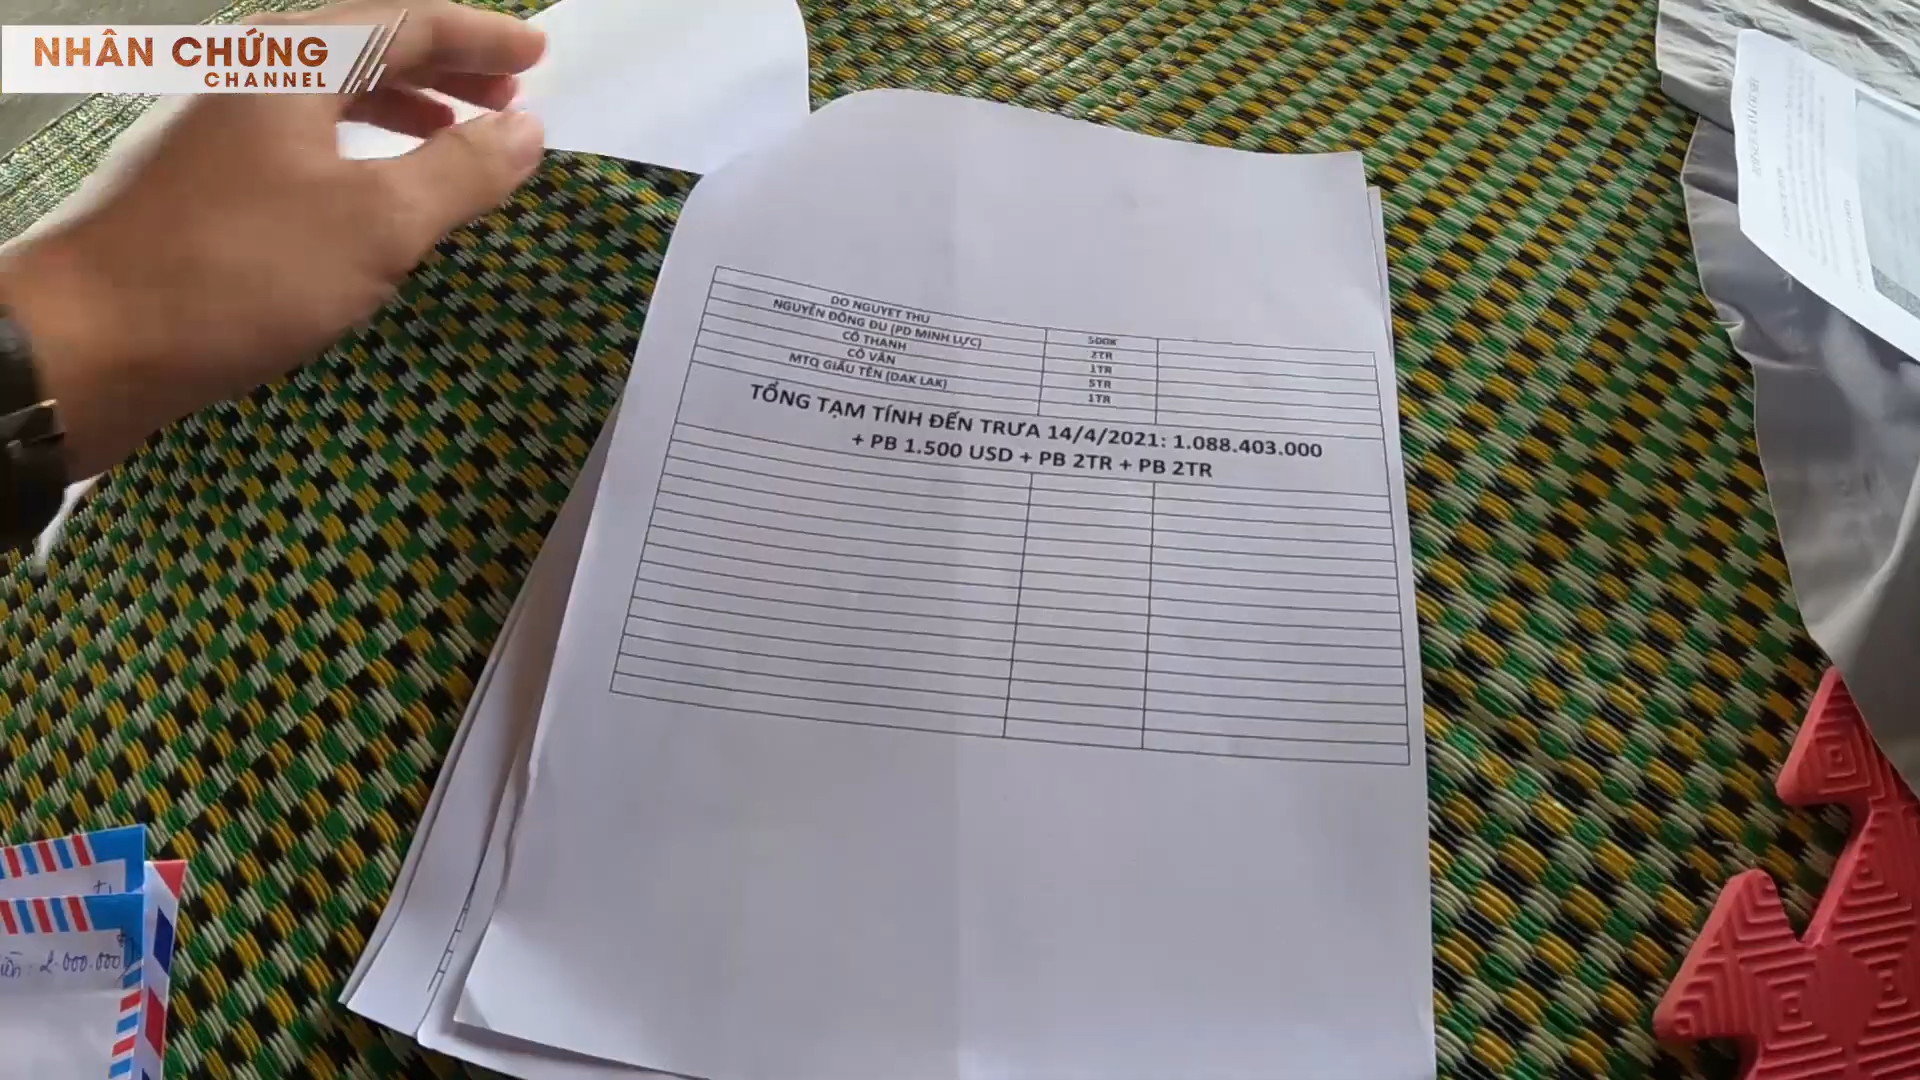 NHÂN CHỨNG
CHANNEL
DO NGUYET THU 500K
NGUYỄN ĐÔNG DU (PD MINH LỰC) 2TR
CÔ THANH 1TR
CÔ VÂN 5TR
MTQ GIẤU TÊN (DAK LAK) 1TR
TỔNG TẠM TÍNH ĐẾN TRƯA 14/4/2021: 1.088.403.000
+ PB 1.500 USD + PB 2TR + PB 2TR
2.000.000